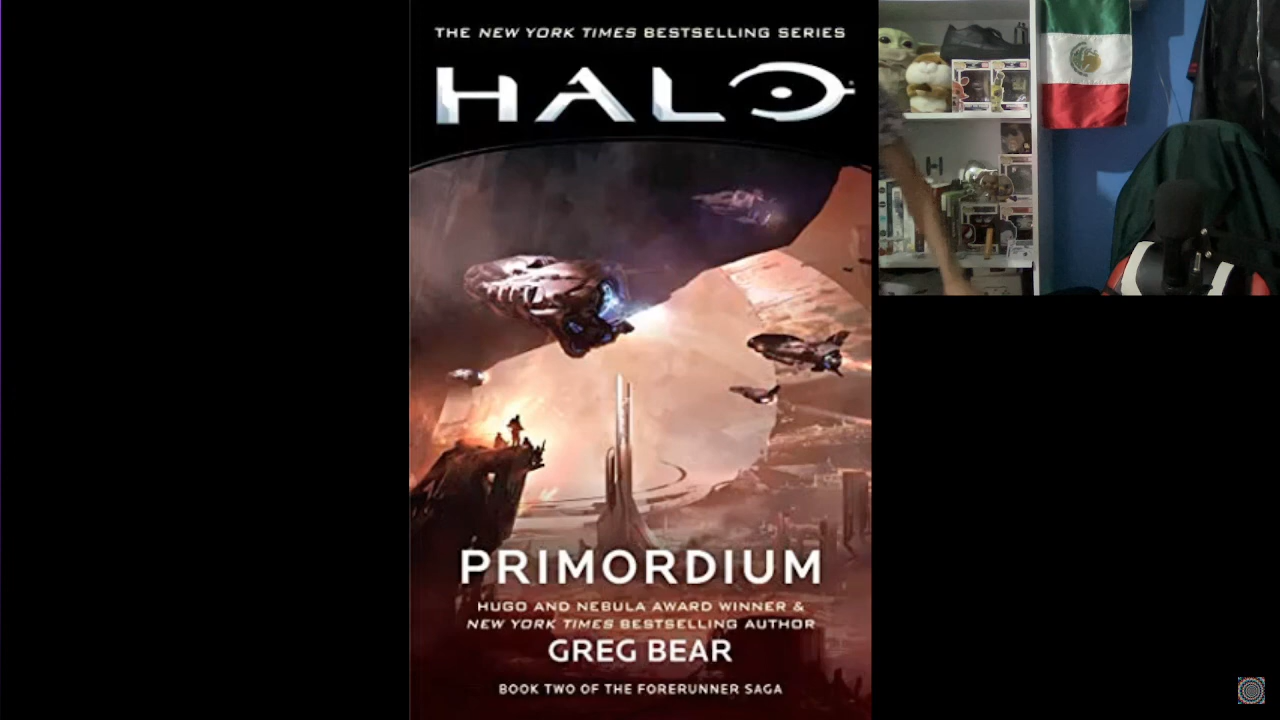 THE NEW YORK TIMES BESTSELLING SERIES
HALO
PRIMORDIUM
HUGO AND NEBULA AWARD WINNER &
NEW YORK TIMES BESTSELLING AUTHOR
GREG BEAR
BOOK TWO OF THE FORERUNNER SAGA
H